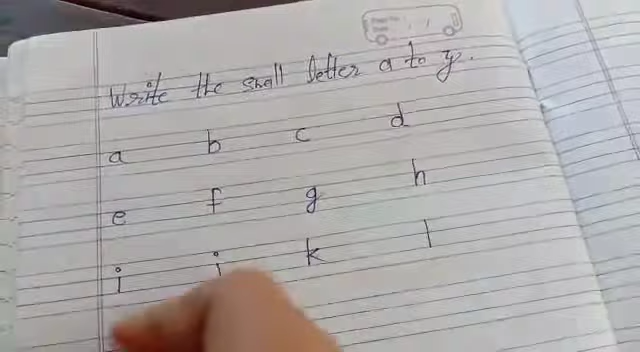 Write the small letter a to y.
a b c d
e f g h
i j k l